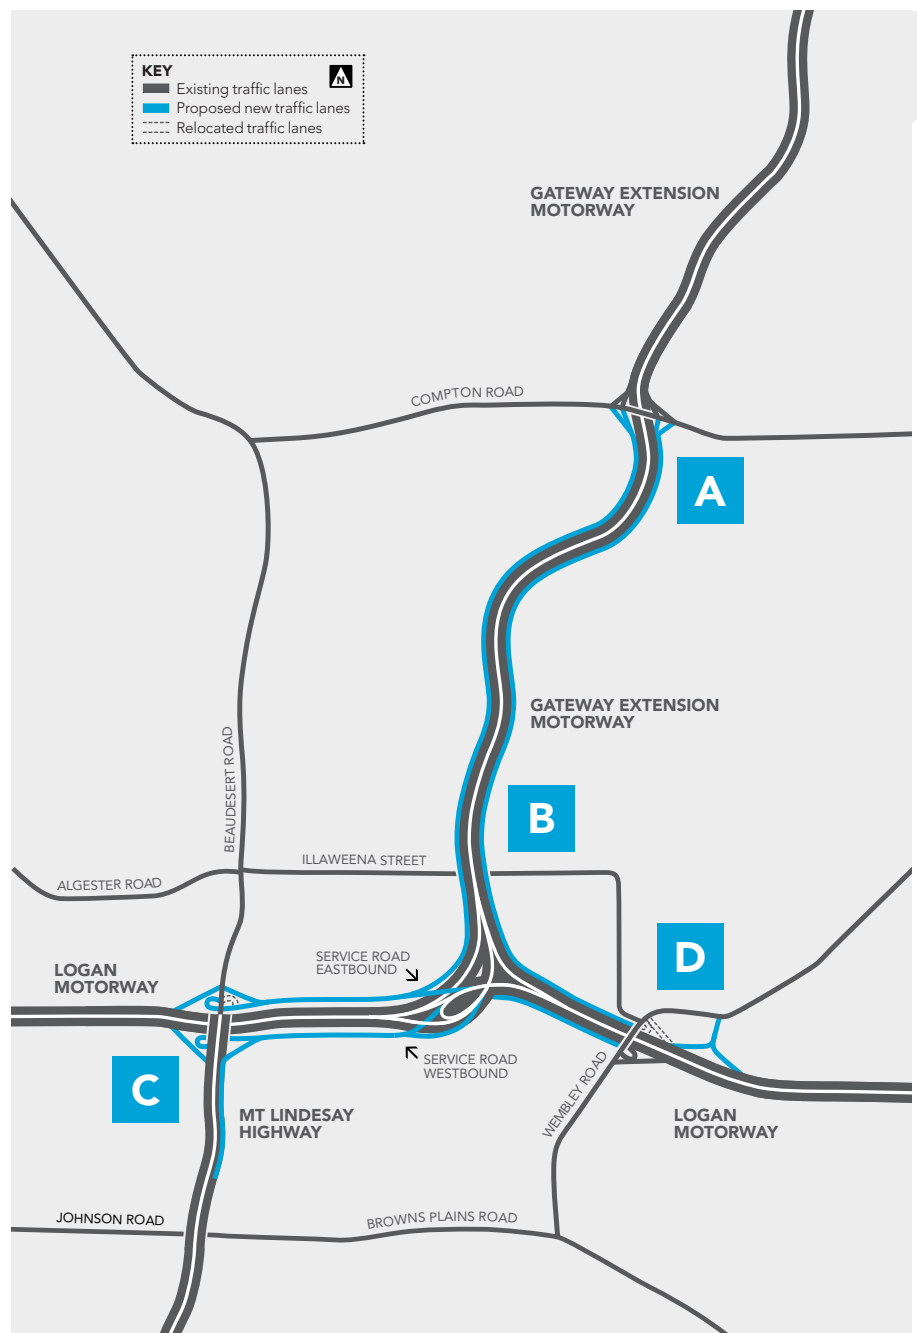 KEY
N
Existing traffic lanes
Proposed new traffic lanes
Relocated traffic lanes
GATEWAY EXTENSION
MOTORWAY
COMPTON ROAD
A
GATEWAY EXTENSION
MOTORWAY
BEAUDESERT ROAD
B
ILLAWEENA STREET
ALGESTER ROAD
D
SERVICE ROAD
EASTBOUND
LOGAN
MOTORWAY
SERVICE ROAD
WESTBOUND
C
WEMBLEY ROAD
MT LINDESAY
HIGHWAY
LOGAN
MOTORWAY
JOHNSON ROAD
BROWNS PLAINS ROAD